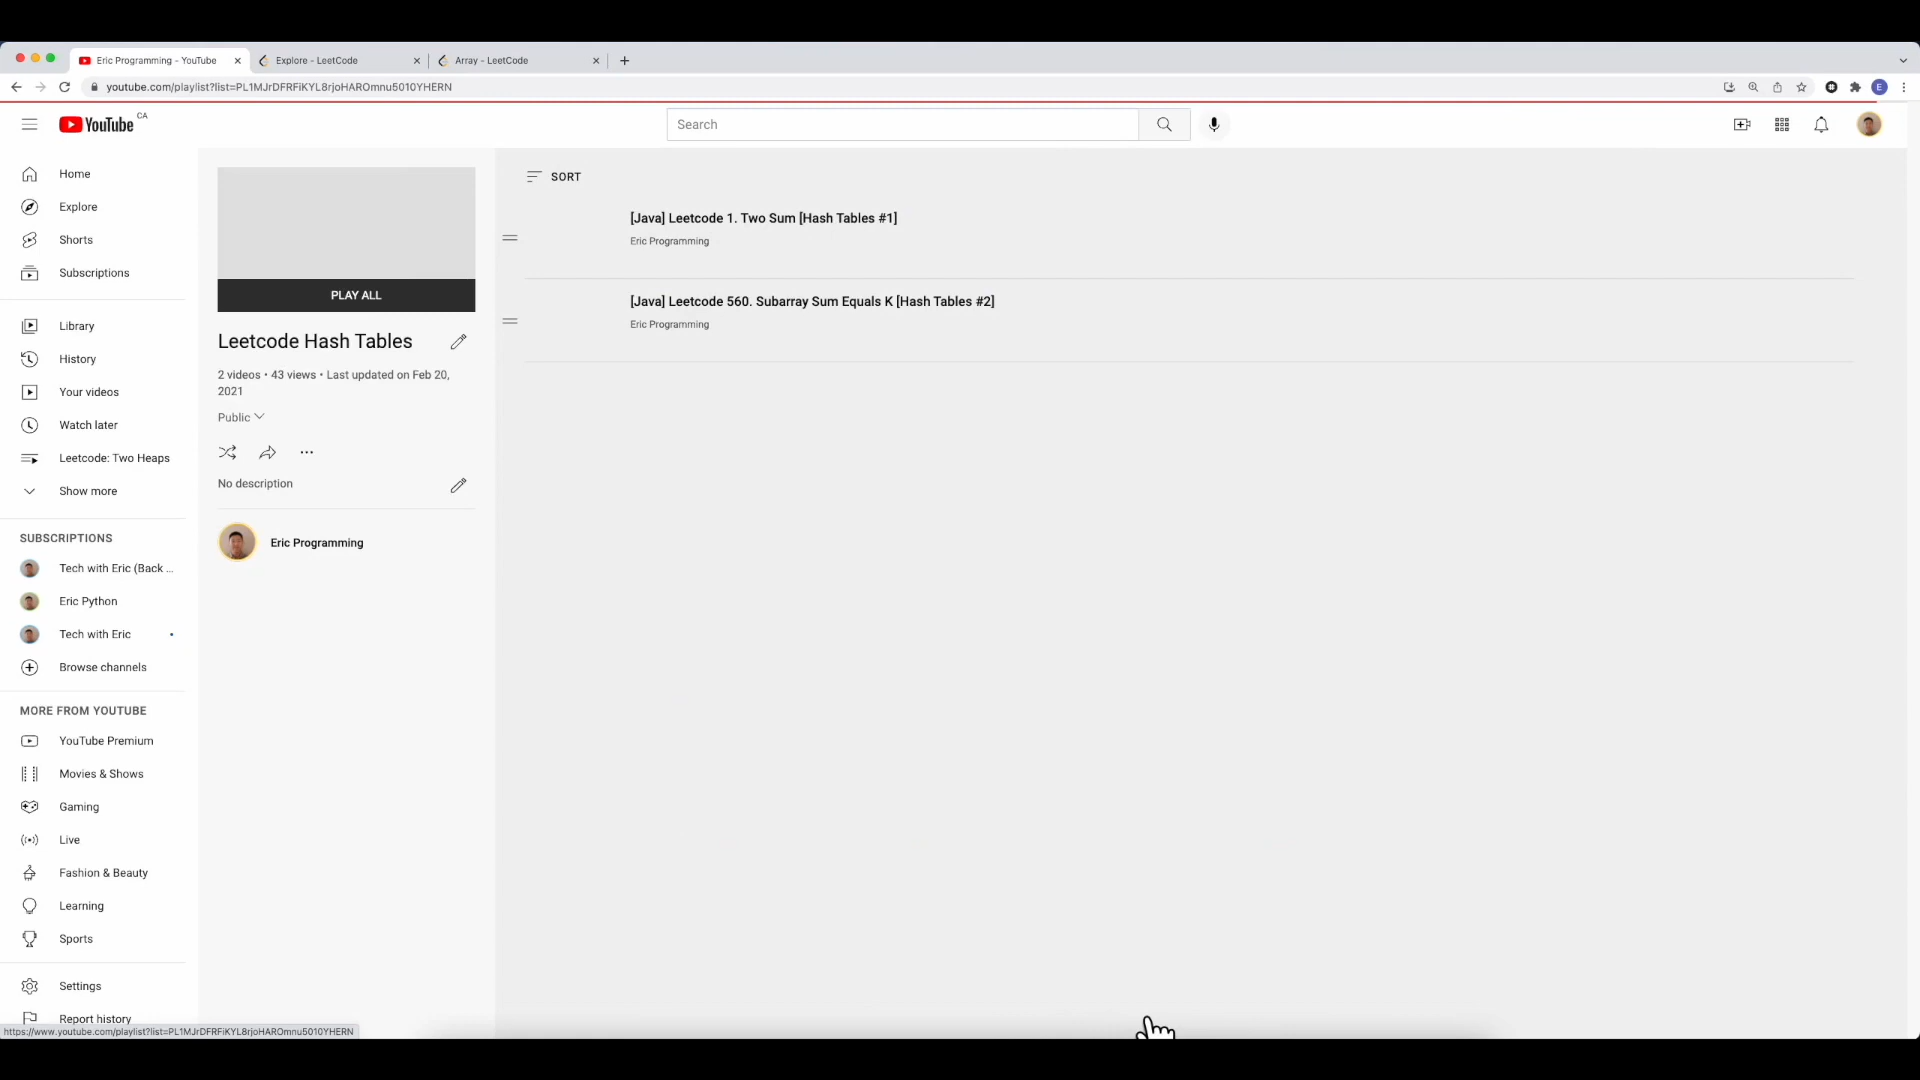 Eric Programming - YouTube
Explore - LeetCode
Array - LeetCode
youtube.com/playlist?list=PL1MJrDFRFiKYL8rjoHAROmnu5010YHERN
YouTube CA
Search
Home
Explore
Shorts
Subscriptions
Library
History
Your videos
Watch later
Leetcode: Two Heaps
Show more
SUBSCRIPTIONS
Tech with Eric (Back ...
Eric Python
Tech with Eric
Browse channels
MORE FROM YOUTUBE
YouTube Premium
Movies & Shows
Gaming
Live
Fashion & Beauty
Learning
Sports
Settings
Report history
https://www.youtube.com/playlist?list=PL1MJrDFRFiKYL8rjoHAROmnu5010YHERN
PLAY ALL
Leetcode Hash Tables
2 videos • 43 views • Last updated on Feb 20,
2021
Public
No description
Eric Programming
SORT
[Java] Leetcode 1. Two Sum [Hash Tables #1]
Eric Programming
[Java] Leetcode 560. Subarray Sum Equals K [Hash Tables #2]
Eric Programming
E